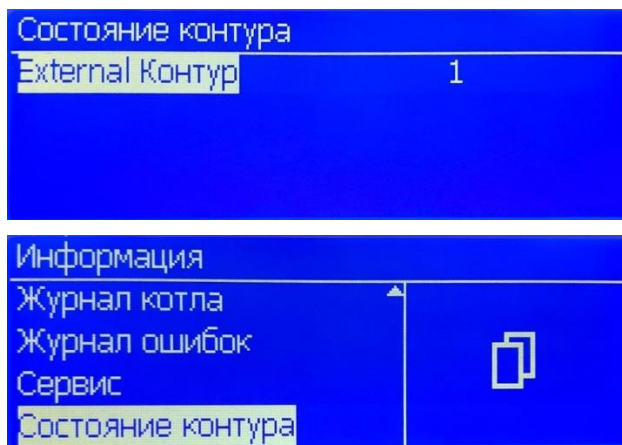 Состояние контура
External Контур 1
Информация
Журнал котла
Журнал ошибок
Сервис
Состояние контура